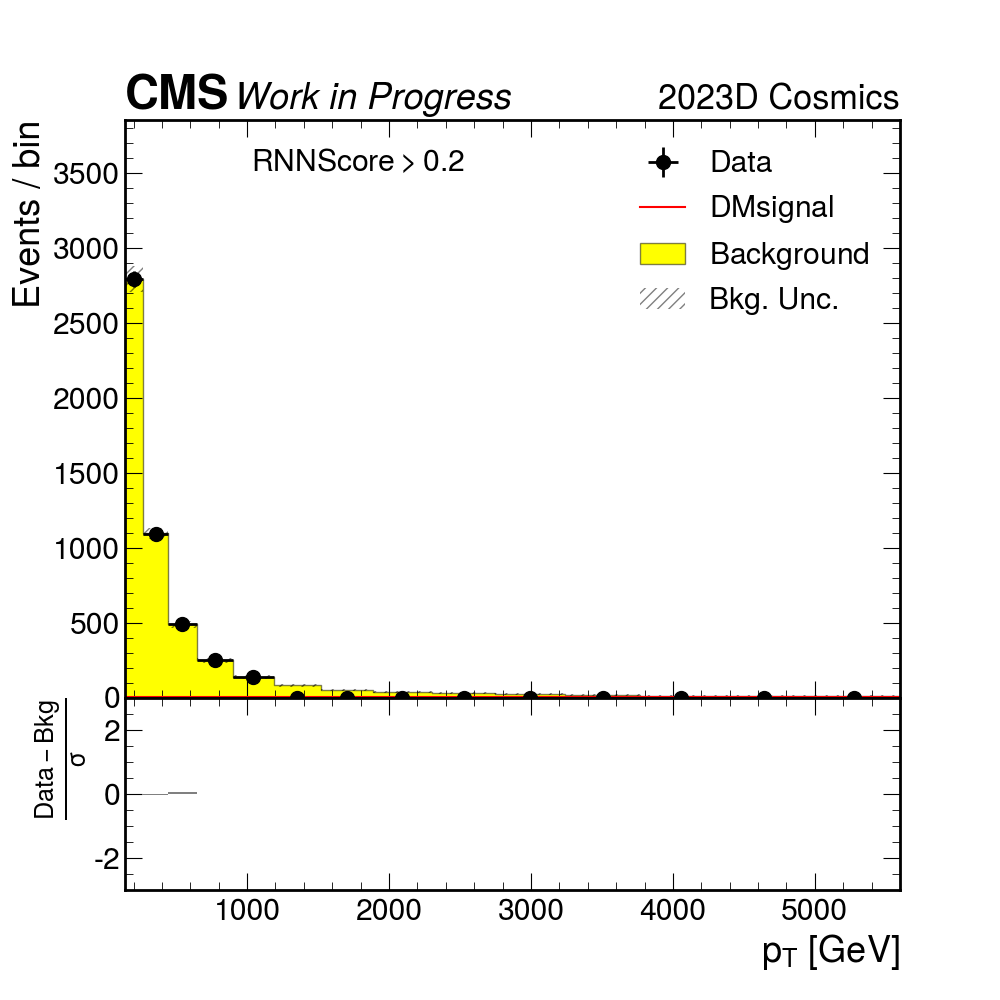 CMS Work in Progress 2023D Cosmics
Events / bin
RNNScore > 0.2
Data
DMsignal
Background
Bkg. Unc.
3500
3000
2500
2000
1500
1000
500
0
Data – Bkg
σ
2
0
-2
1000 2000 3000 4000 5000
pT [GeV]